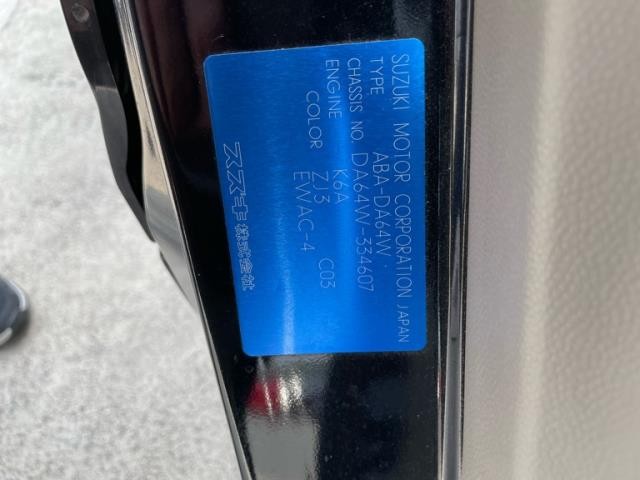 SUZUKI MOTOR CORPORATION JAPAN
TYPE ABA-DA64W
CHASSIS NO. DA64W-334607
ENGINE K6A
COLOR ZJ3 C03
EWAC-4
スズキ株式会社